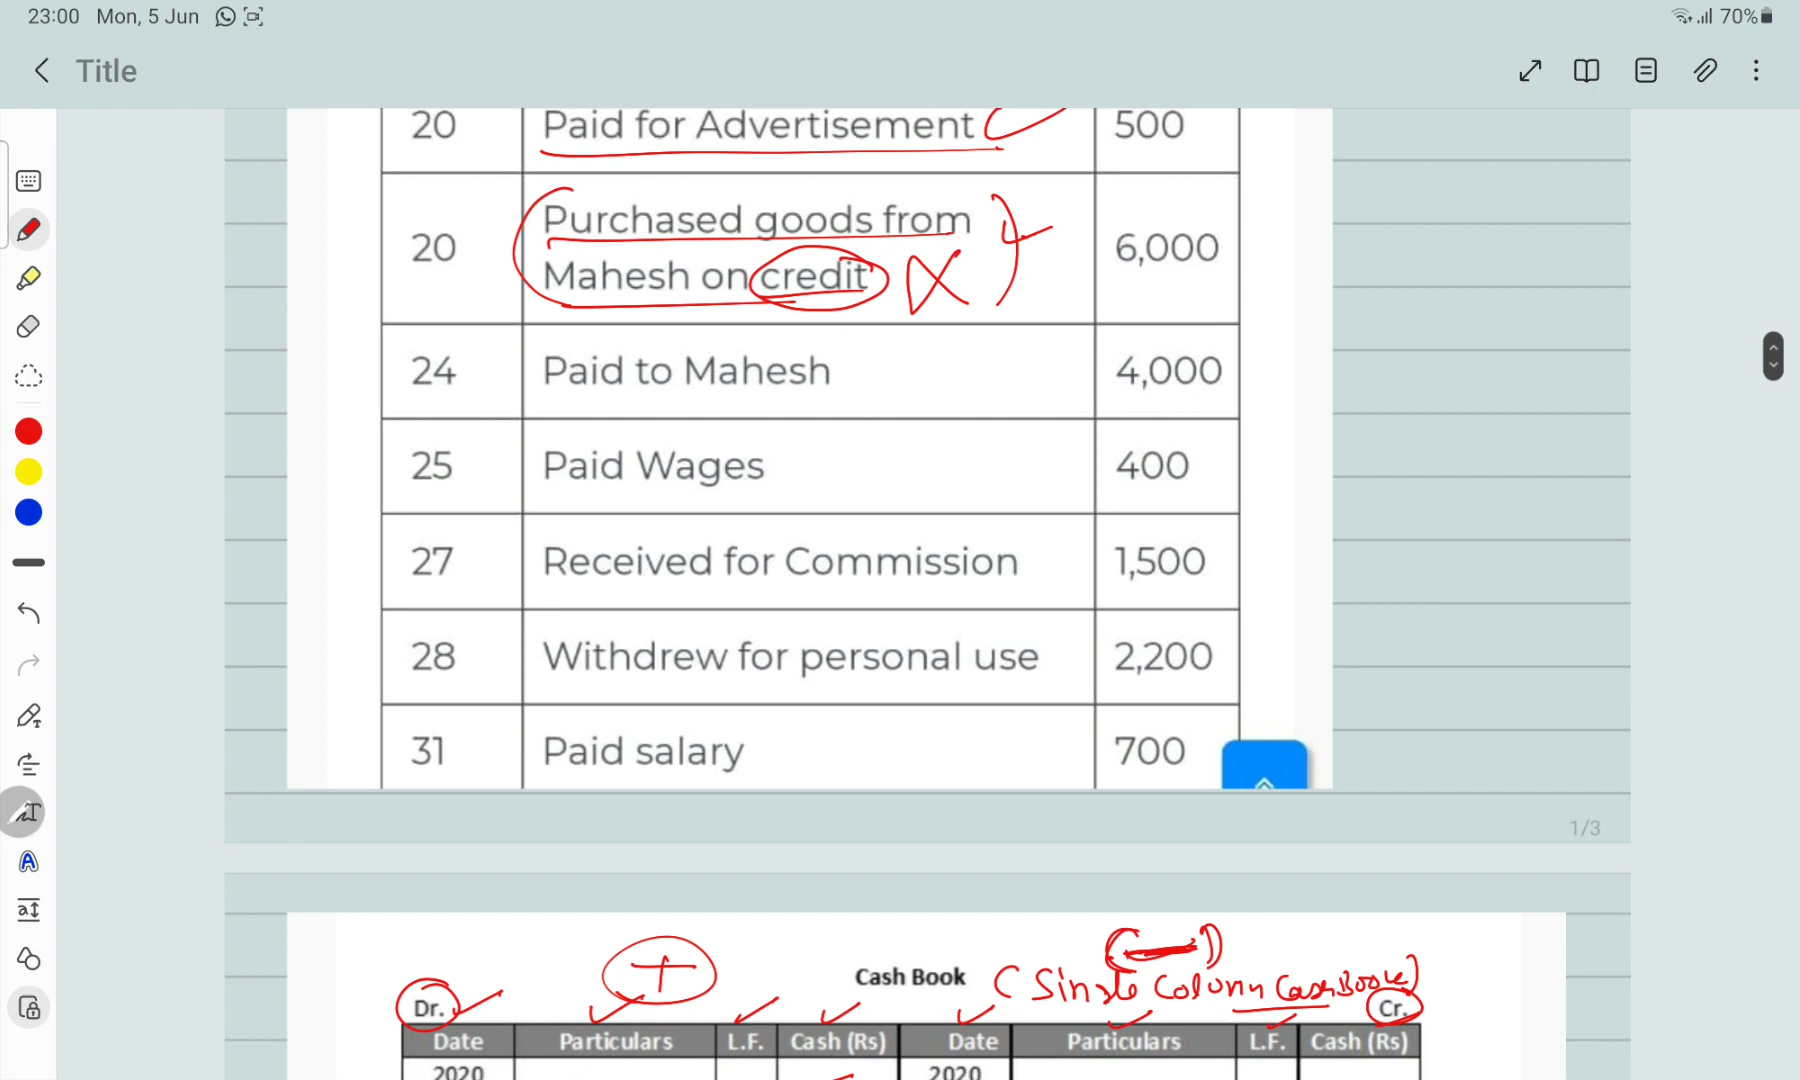 23:00 Mon, 5 Jun
70%
Title
20 Paid for Advertisement 500
20 Purchased goods from
Mahesh on credit 6,000
24 Paid to Mahesh 4,000
25 Paid Wages 400
27 Received for Commission 1,500
28 Withdrew for personal use 2,200
31 Paid salary 700
1/3
Cash Book (Single Column Cash Book)
Dr. Cr.
Date Particulars L.F. Cash (Rs) Date Particulars L.F. Cash (Rs)
2020 2020